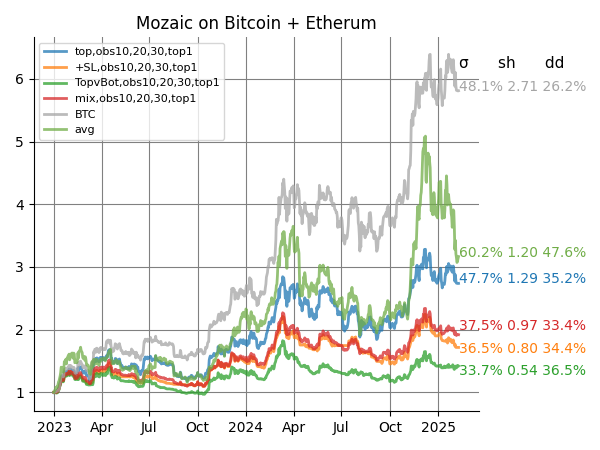 Mozaic on Bitcoin + Etherum
top,obs10,20,30,top1
+SL,obs10,20,30,top1
TopvBot,obs10,20,30,top1
mix,obs10,20,30,top1
BTC
avg
σ sh dd
48.1% 2.71 26.2%
60.2% 1.20 47.6%
47.7% 1.29 35.2%
37.5% 0.97 33.4%
36.5% 0.80 34.4%
33.7% 0.54 36.5%
6
5
4
3
2
1
2023 Apr Jul Oct 2024 Apr Jul Oct 2025